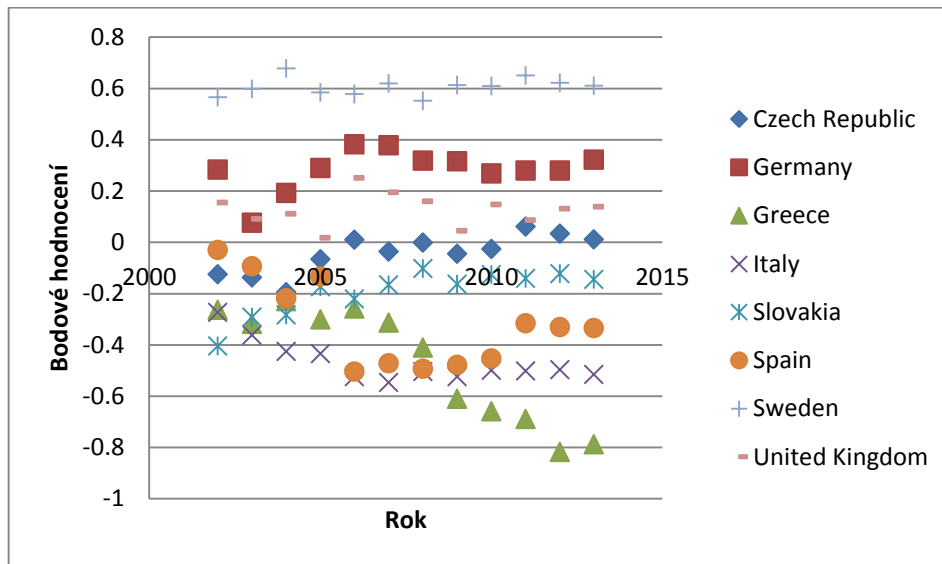 0.8
0.6
0.4
0.2
0
-0.2
-0.4
-0.6
-0.8
-1
2000
2005
2010
2015
Bodové hodnocení
Rok
Czech Republic
Germany
Greece
Italy
Slovakia
Spain
Sweden
United Kingdom